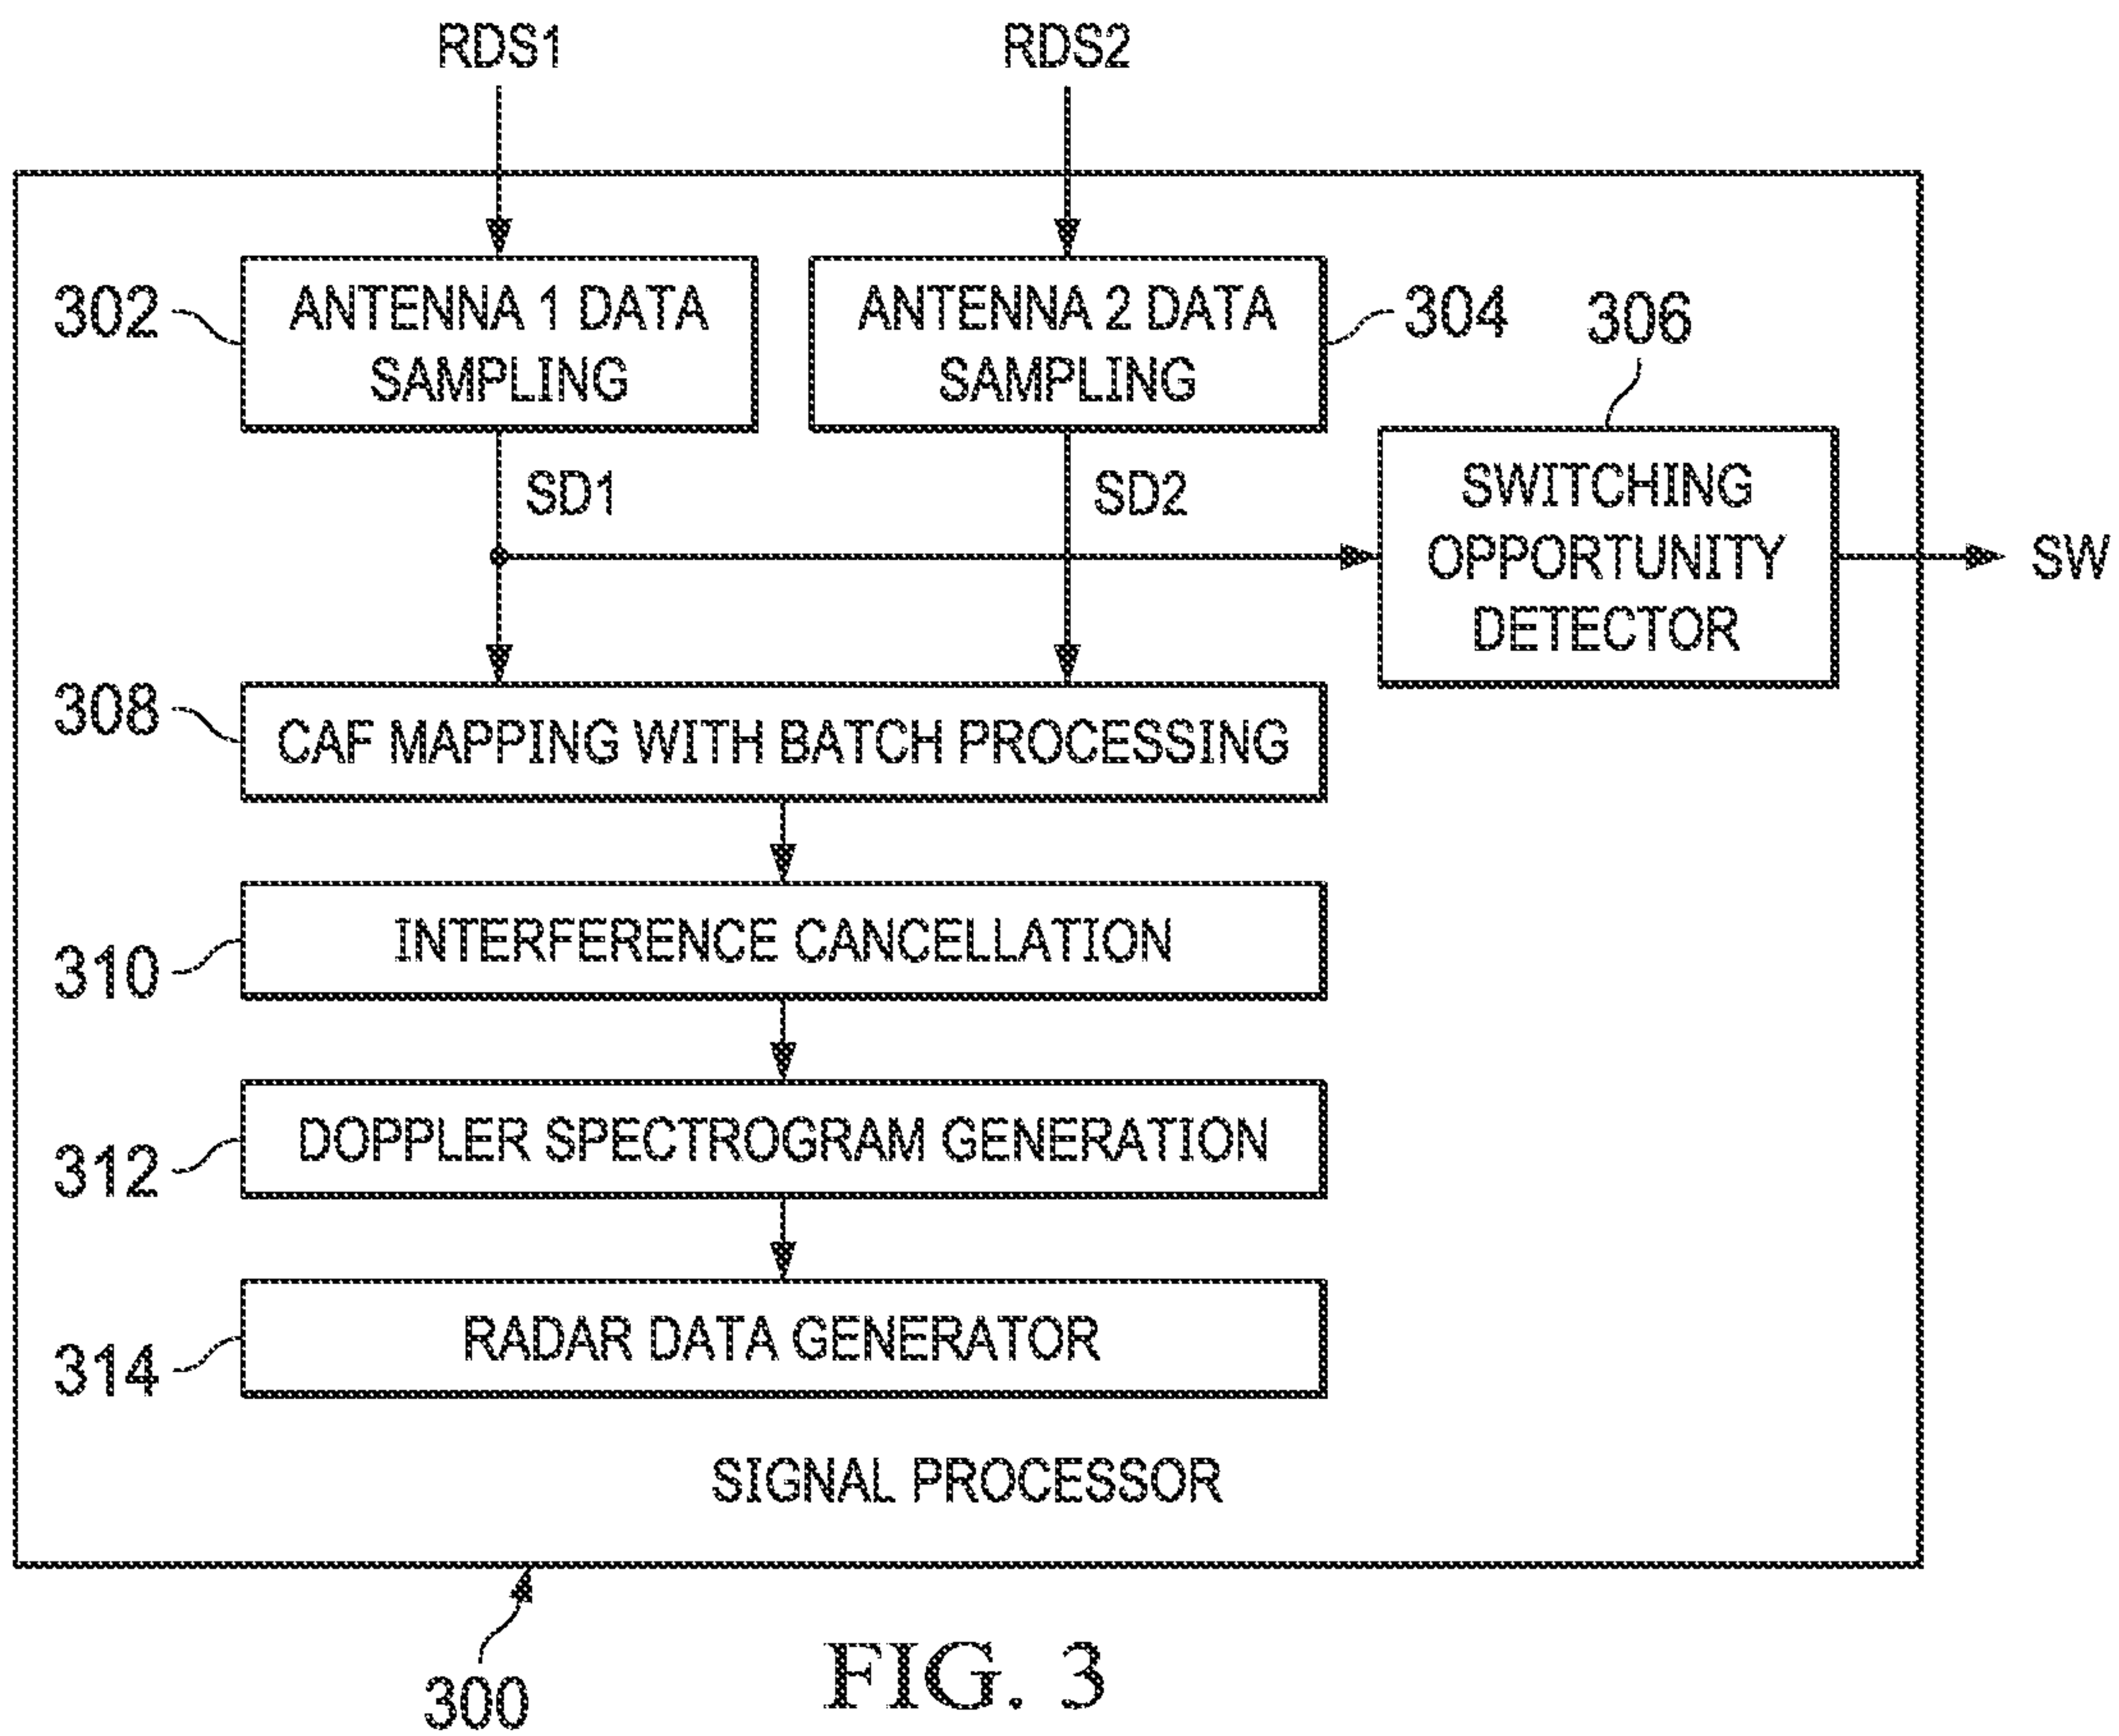 RDS1
RDS2
302
ANTENNA 1 DATA
SAMPLING
ANTENNA 2 DATA
SAMPLING
304
306
SD1
SD2
SWITCHING
OPPORTUNITY
DETECTOR
SW
308
CAF MAPPING WITH BATCH PROCESSING
310
INTERFERENCE CANCELLATION
312
DOPPLER SPECTROGRAM GENERATION
314
RADAR DATA GENERATOR
SIGNAL PROCESSOR
300
FIG. 3